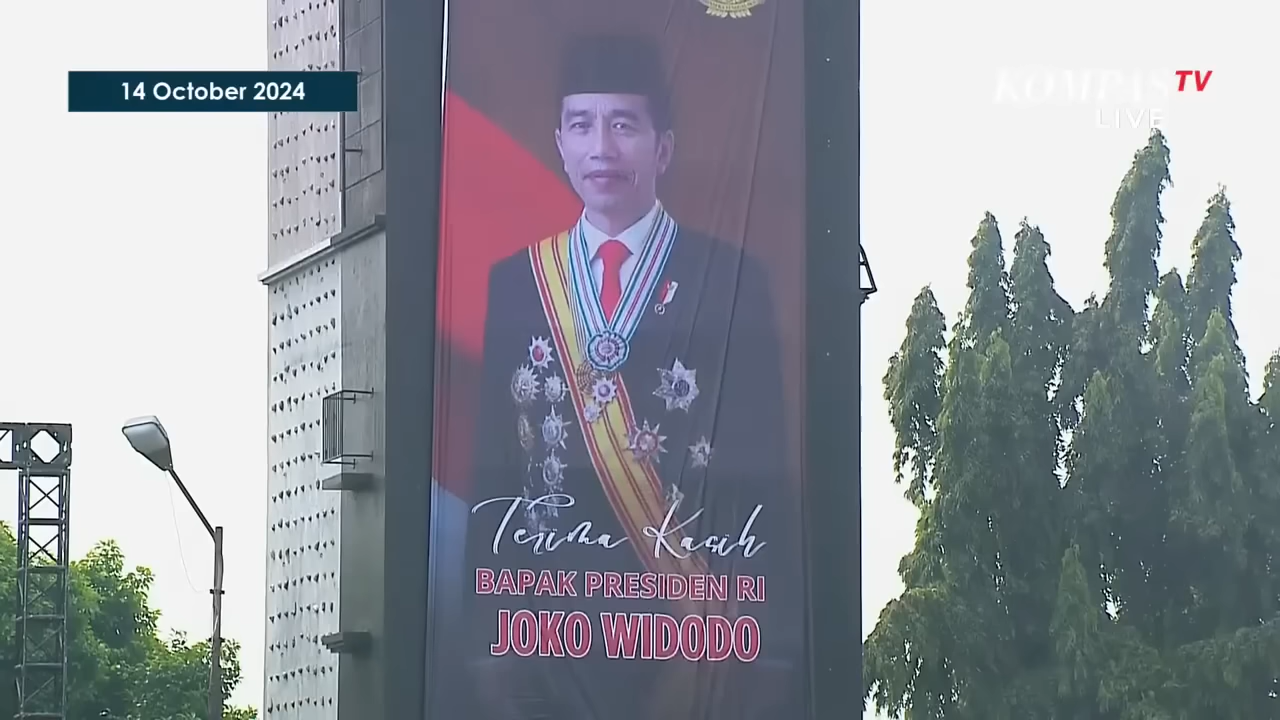 14 October 2024
KOMPAS TV
LIVE
Terima Kasih
BAPAK PRESIDEN RI
JOKO WIDODO